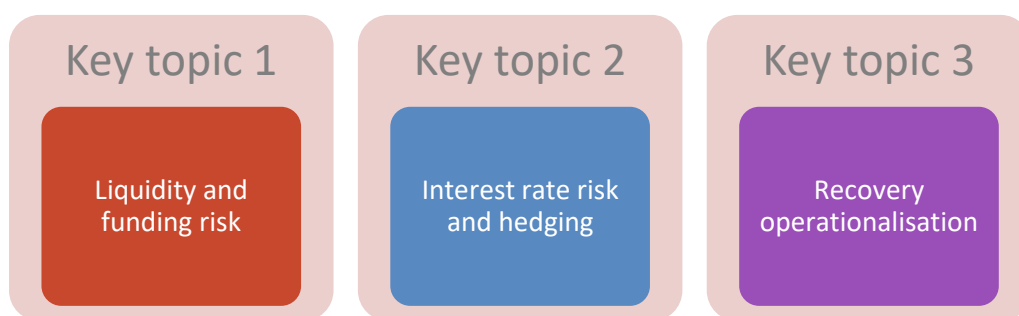 Key topic 1
Liquidity and
funding risk
Key topic 2
Interest rate risk
and hedging
Key topic 3
Recovery
operationalisation